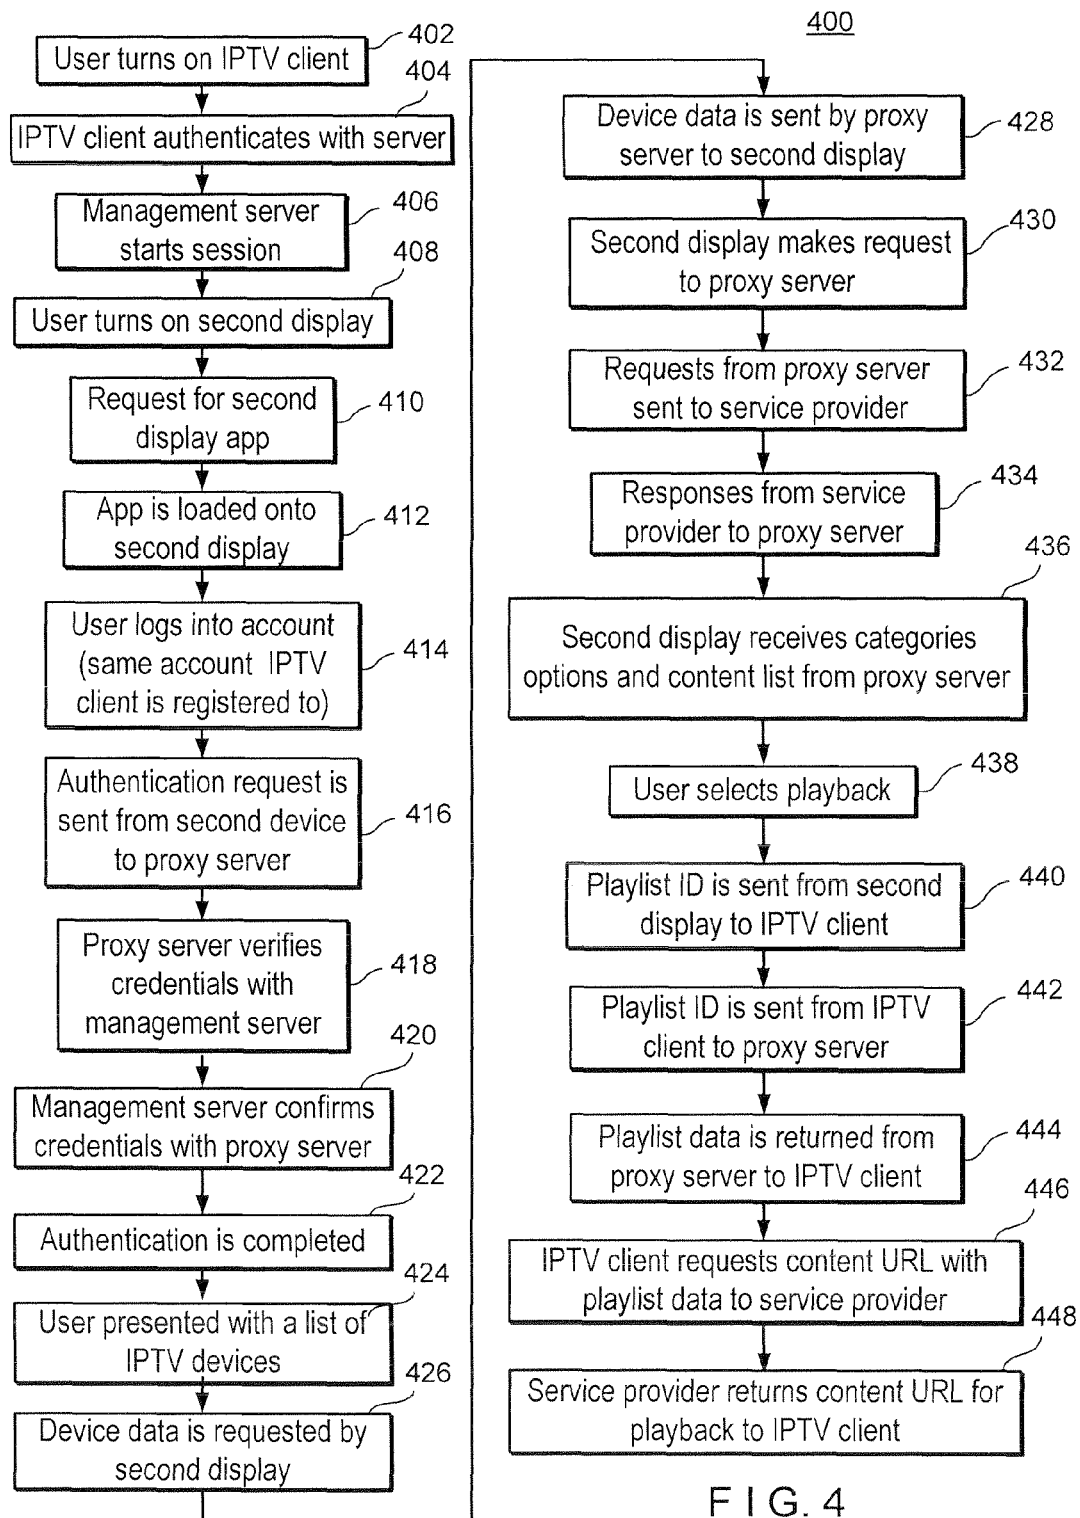 400
402
User turns on IPTV client
404
IPTV client authenticates with server
Management server
starts session
406
408
User turns on second display
Request for second
display app
410
App is loaded onto
second display
412
User logs into account
(same account IPTV
client is registered to)
414
Authentication request is
sent from second device
to proxy server
416
Proxy server verifies
credentials with
management server
418
420
Management server confirms
credentials with proxy server
422
Authentication is completed
424
User presented with a list of
IPTV devices
426
Device data is requested by
second display
Device data is sent by proxy
server to second display
428
Second display makes request
to proxy server
430
Requests from proxy server
sent to service provider
432
Responses from service
provider to proxy server
434
436
Second display receives categories
options and content list from proxy server
438
User selects playback
Playlist ID is sent from second
display to IPTV client
440
Playlist ID is sent from IPTV
client to proxy server
442
Playlist data is returned from
proxy server to IPTV client
444
446
IPTV client requests content URL with
playlist data to service provider
448
Service provider returns content URL for
playback to IPTV client
FIG. 4